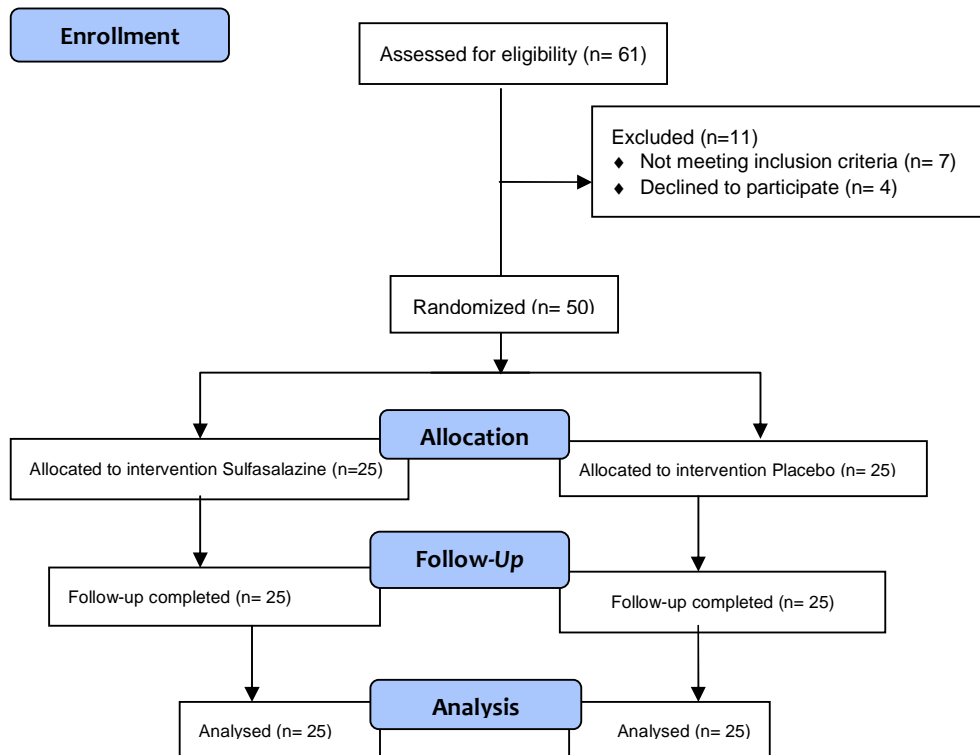 Enrollment
Assessed for eligibility (n= 61)
Excluded (n=11)
♦ Not meeting inclusion criteria (n= 7)
♦ Declined to participate (n= 4)
Randomized (n= 50)
Allocation
Allocated to intervention Sulfasalazine (n=25)
Allocated to intervention Placebo (n= 25)
Follow-Up
Follow-up completed (n= 25)
Follow-up completed (n= 25)
Analysis
Analysed (n= 25)
Analysed (n= 25)